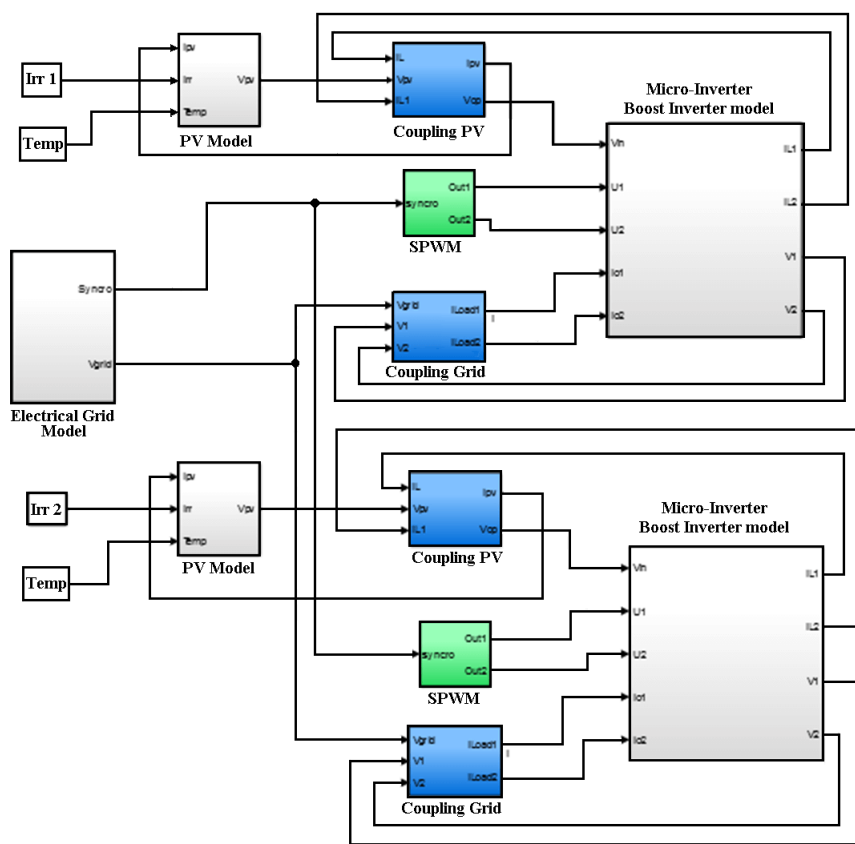 Irr 1
Temp
Ipv
Irr
Temp
Vpv
PV Model
IL
Vpv
IL1
Ipv
Vop
Coupling PV
Micro-Inverter
Boost Inverter model
Vin
U1
U2
Io1
Io2
IL1
IL2
V1
V2
syncro
Out1
Out2
SPWM
Vgrid
V1
V2
ILoad1
ILoad2
I
Coupling Grid
Syncro
Vgrid
Electrical Grid
Model
Irr 2
Temp
Ipv
Irr
Temp
Vpv
PV Model
IL
Vpv
IL1
Ipv
Vop
Coupling PV
Micro-Inverter
Boost Inverter model
Vin
U1
U2
Io1
Io2
IL1
IL2
V1
V2
syncro
Out1
Out2
SPWM
Vgrid
V1
V2
ILoad1
ILoad2
I
Coupling Grid